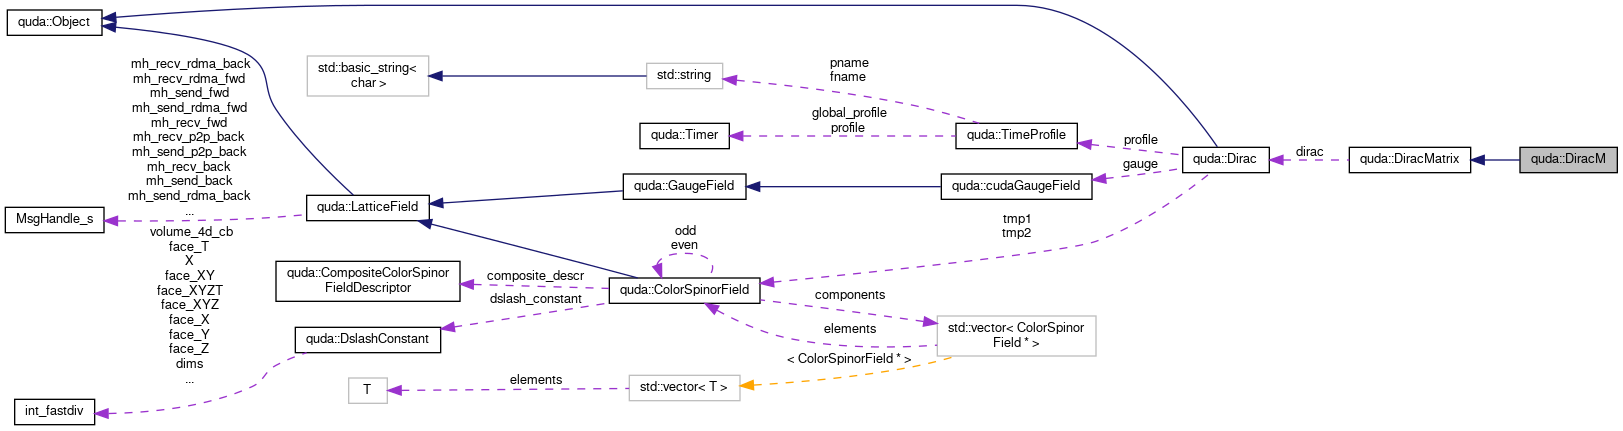 quda::Object
mh_recv_rdma_back
mh_recv_rdma_fwd
mh_send_fwd
mh_send_rdma_fwd
mh_recv_fwd
mh_recv_p2p_back
mh_send_p2p_back
mh_recv_back
mh_send_back
mh_send_rdma_back
...
MsgHandle_s
volume_4d_cb
face_T
X
face_XY
face_XYZT
face_XYZ
face_X
face_Y
face_Z
dims
...
int_fastdiv
std::basic_string<
char >
quda::LatticeField
quda::CompositeColorSpinor
FieldDescriptor
quda::DslashConstant
T
composite_descr
dslash_constant
elements
std::string
quda::Timer
quda::GaugeField
odd
even
quda::ColorSpinorField
std::vector< T >
pname
fname
global_profile
profile
components
elements
< ColorSpinorField * >
quda::TimeProfile
quda::cudaGaugeField
tmp1
tmp2
std::vector< ColorSpinor
Field * >
profile
gauge
quda::Dirac
dirac
quda::DiracMatrix
quda::DiracM